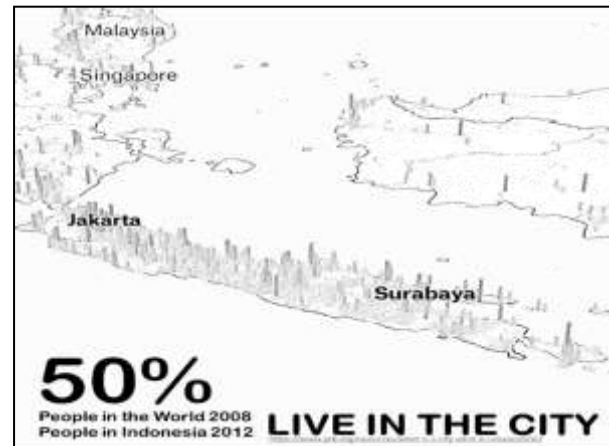 Malaysia
Singapore
Jakarta
Surabaya
50%
People in the World 2008
People in Indonesia 2012
LIVE IN THE CITY